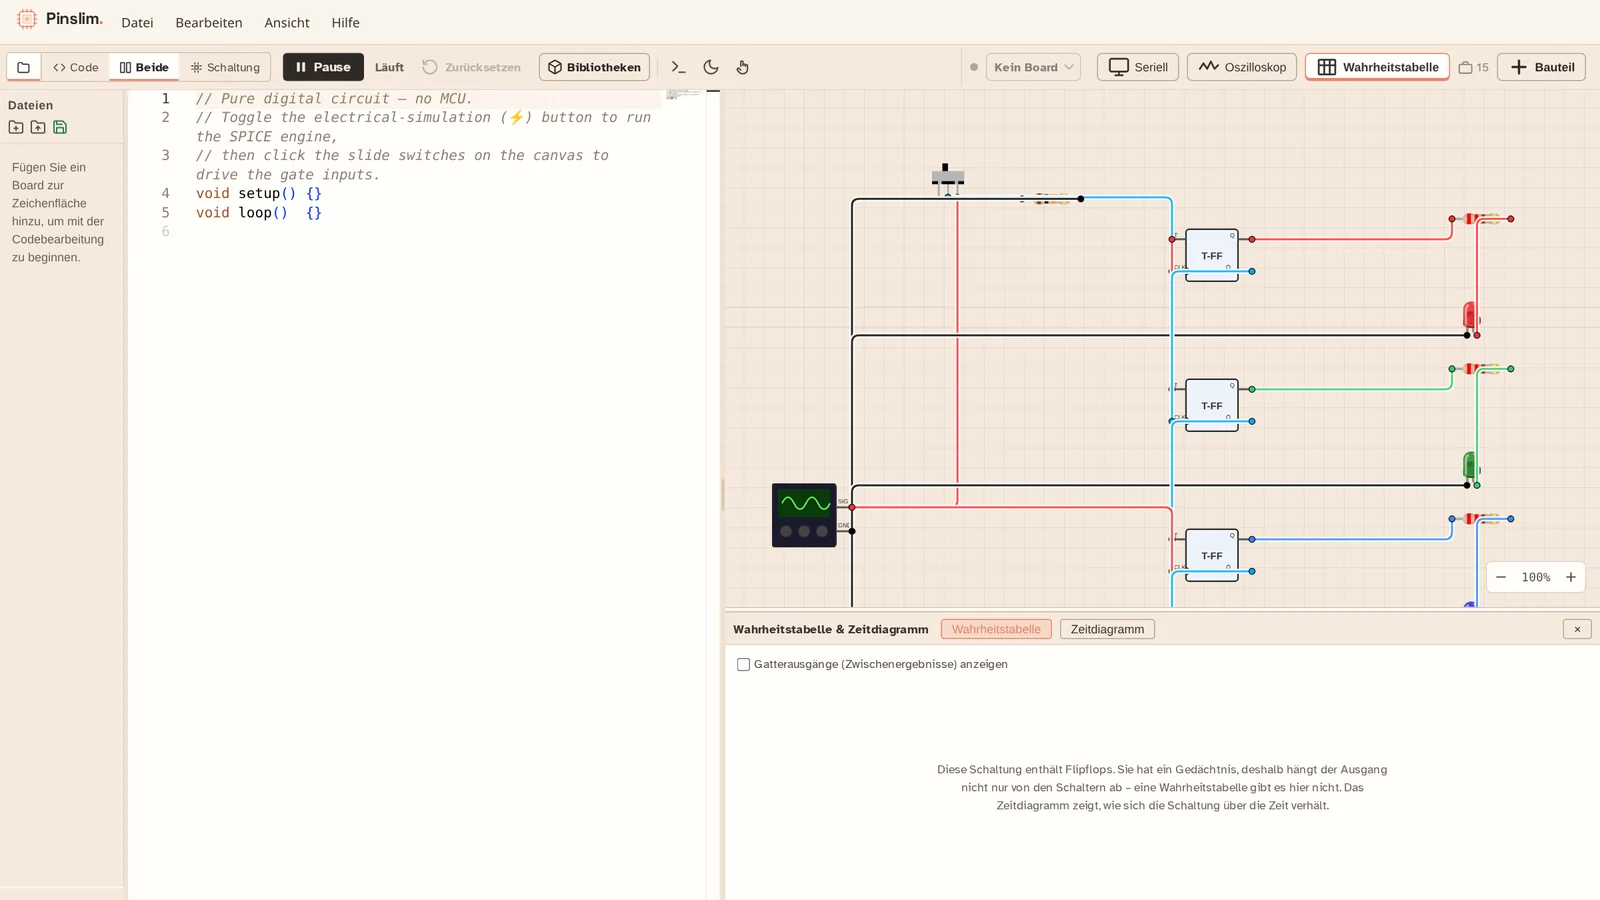 Pinslim.
Datei Bearbeiten Ansicht Hilfe
Code Beide Schaltung Pause Läuft Zurücksetzen Bibliotheken Kein Board Seriell Oszilloskop Wahrheitstabelle 15 Bauteil
Dateien
Fügen Sie ein
Board zur
Zeichenfläche
hinzu, um mit der
Codebearbeitung
zu beginnen.
1 // Pure digital circuit — no MCU.
2 // Toggle the electrical-simulation (⚡) button to run
the SPICE engine,
3 // then click the slide switches on the canvas to
drive the gate inputs.
4 void setup() {}
5 void loop()  {}
6
Q
T-FF
Q
Q
T-FF
Q
SIG
GND
Q
T-FF
Q
100%
Wahrheitstabelle & Zeitdiagramm Wahrheitstabelle Zeitdiagramm ×
Gatterausgänge (Zwischenergebnisse) anzeigen
Diese Schaltung enthält Flipflops. Sie hat ein Gedächtnis, deshalb hängt der Ausgang
nicht nur von den Schaltern ab – eine Wahrheitstabelle gibt es hier nicht. Das
Zeitdiagramm zeigt, wie sich die Schaltung über die Zeit verhält.